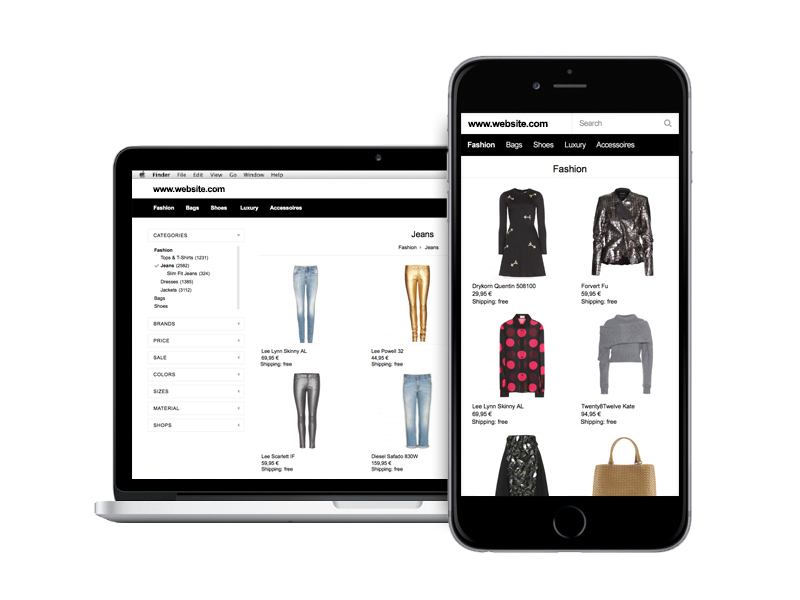 Finder File Edit View Go Window Help
www.website.com
Fashion Bags Shoes Luxury Accessoires
CATEGORIES
Fashion
Tops & T-Shirts (1231)
Jeans (2582)
Slim Fit Jeans (324)
Dresses (1365)
Jackets (3112)
Bags
Shoes
BRANDS
PRICE
SALE
COLORS
SIZES
MATERIAL
SHOPS
Jeans
Fashion > Jeans
Lee Lynn Skinny AL
69,95 €
Shipping: free
Lee Powell 32
44,95 €
Shipping: free
Lee Scarlett IF
59,95 €
Shipping: free
Diesel Safado 830W
159,95 €
Shipping: free
www.website.com
Search
Fashion Bags Shoes Luxury Accessoires
Fashion
Drykorn Quentin 508100
29,95 €
Shipping: free
Forvert Fu
59,95 €
Shipping: free
Lee Lynn Skinny AL
69,95 €
Shipping: free
Twenty8Twelve Kate
94,95 €
Shipping: free